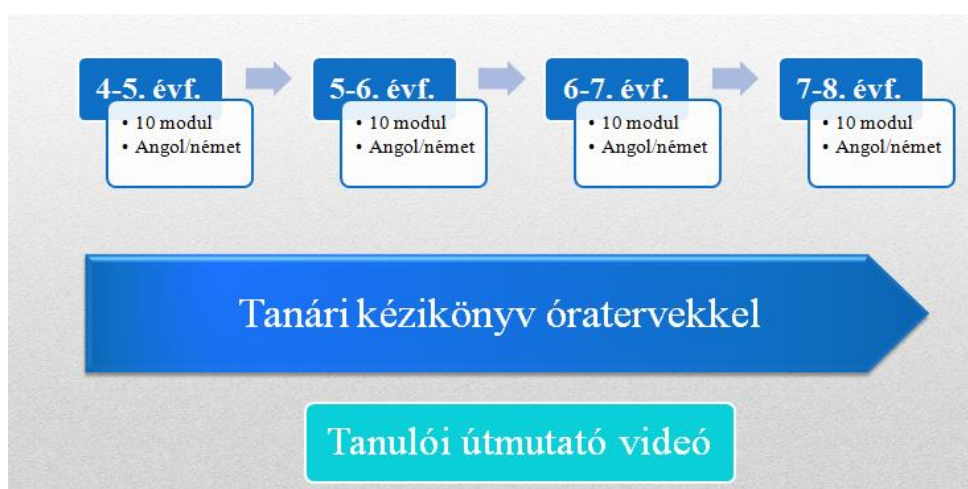 4-5. évf.
• 10 modul
• Angol/német
5-6. évf.
• 10 modul
• Angol/német
6-7. évf.
• 10 modul
• Angol/német
7-8. évf.
• 10 modul
• Angol/német
Tanári kézikönyv óratervekkel
Tanulói útmutató videó